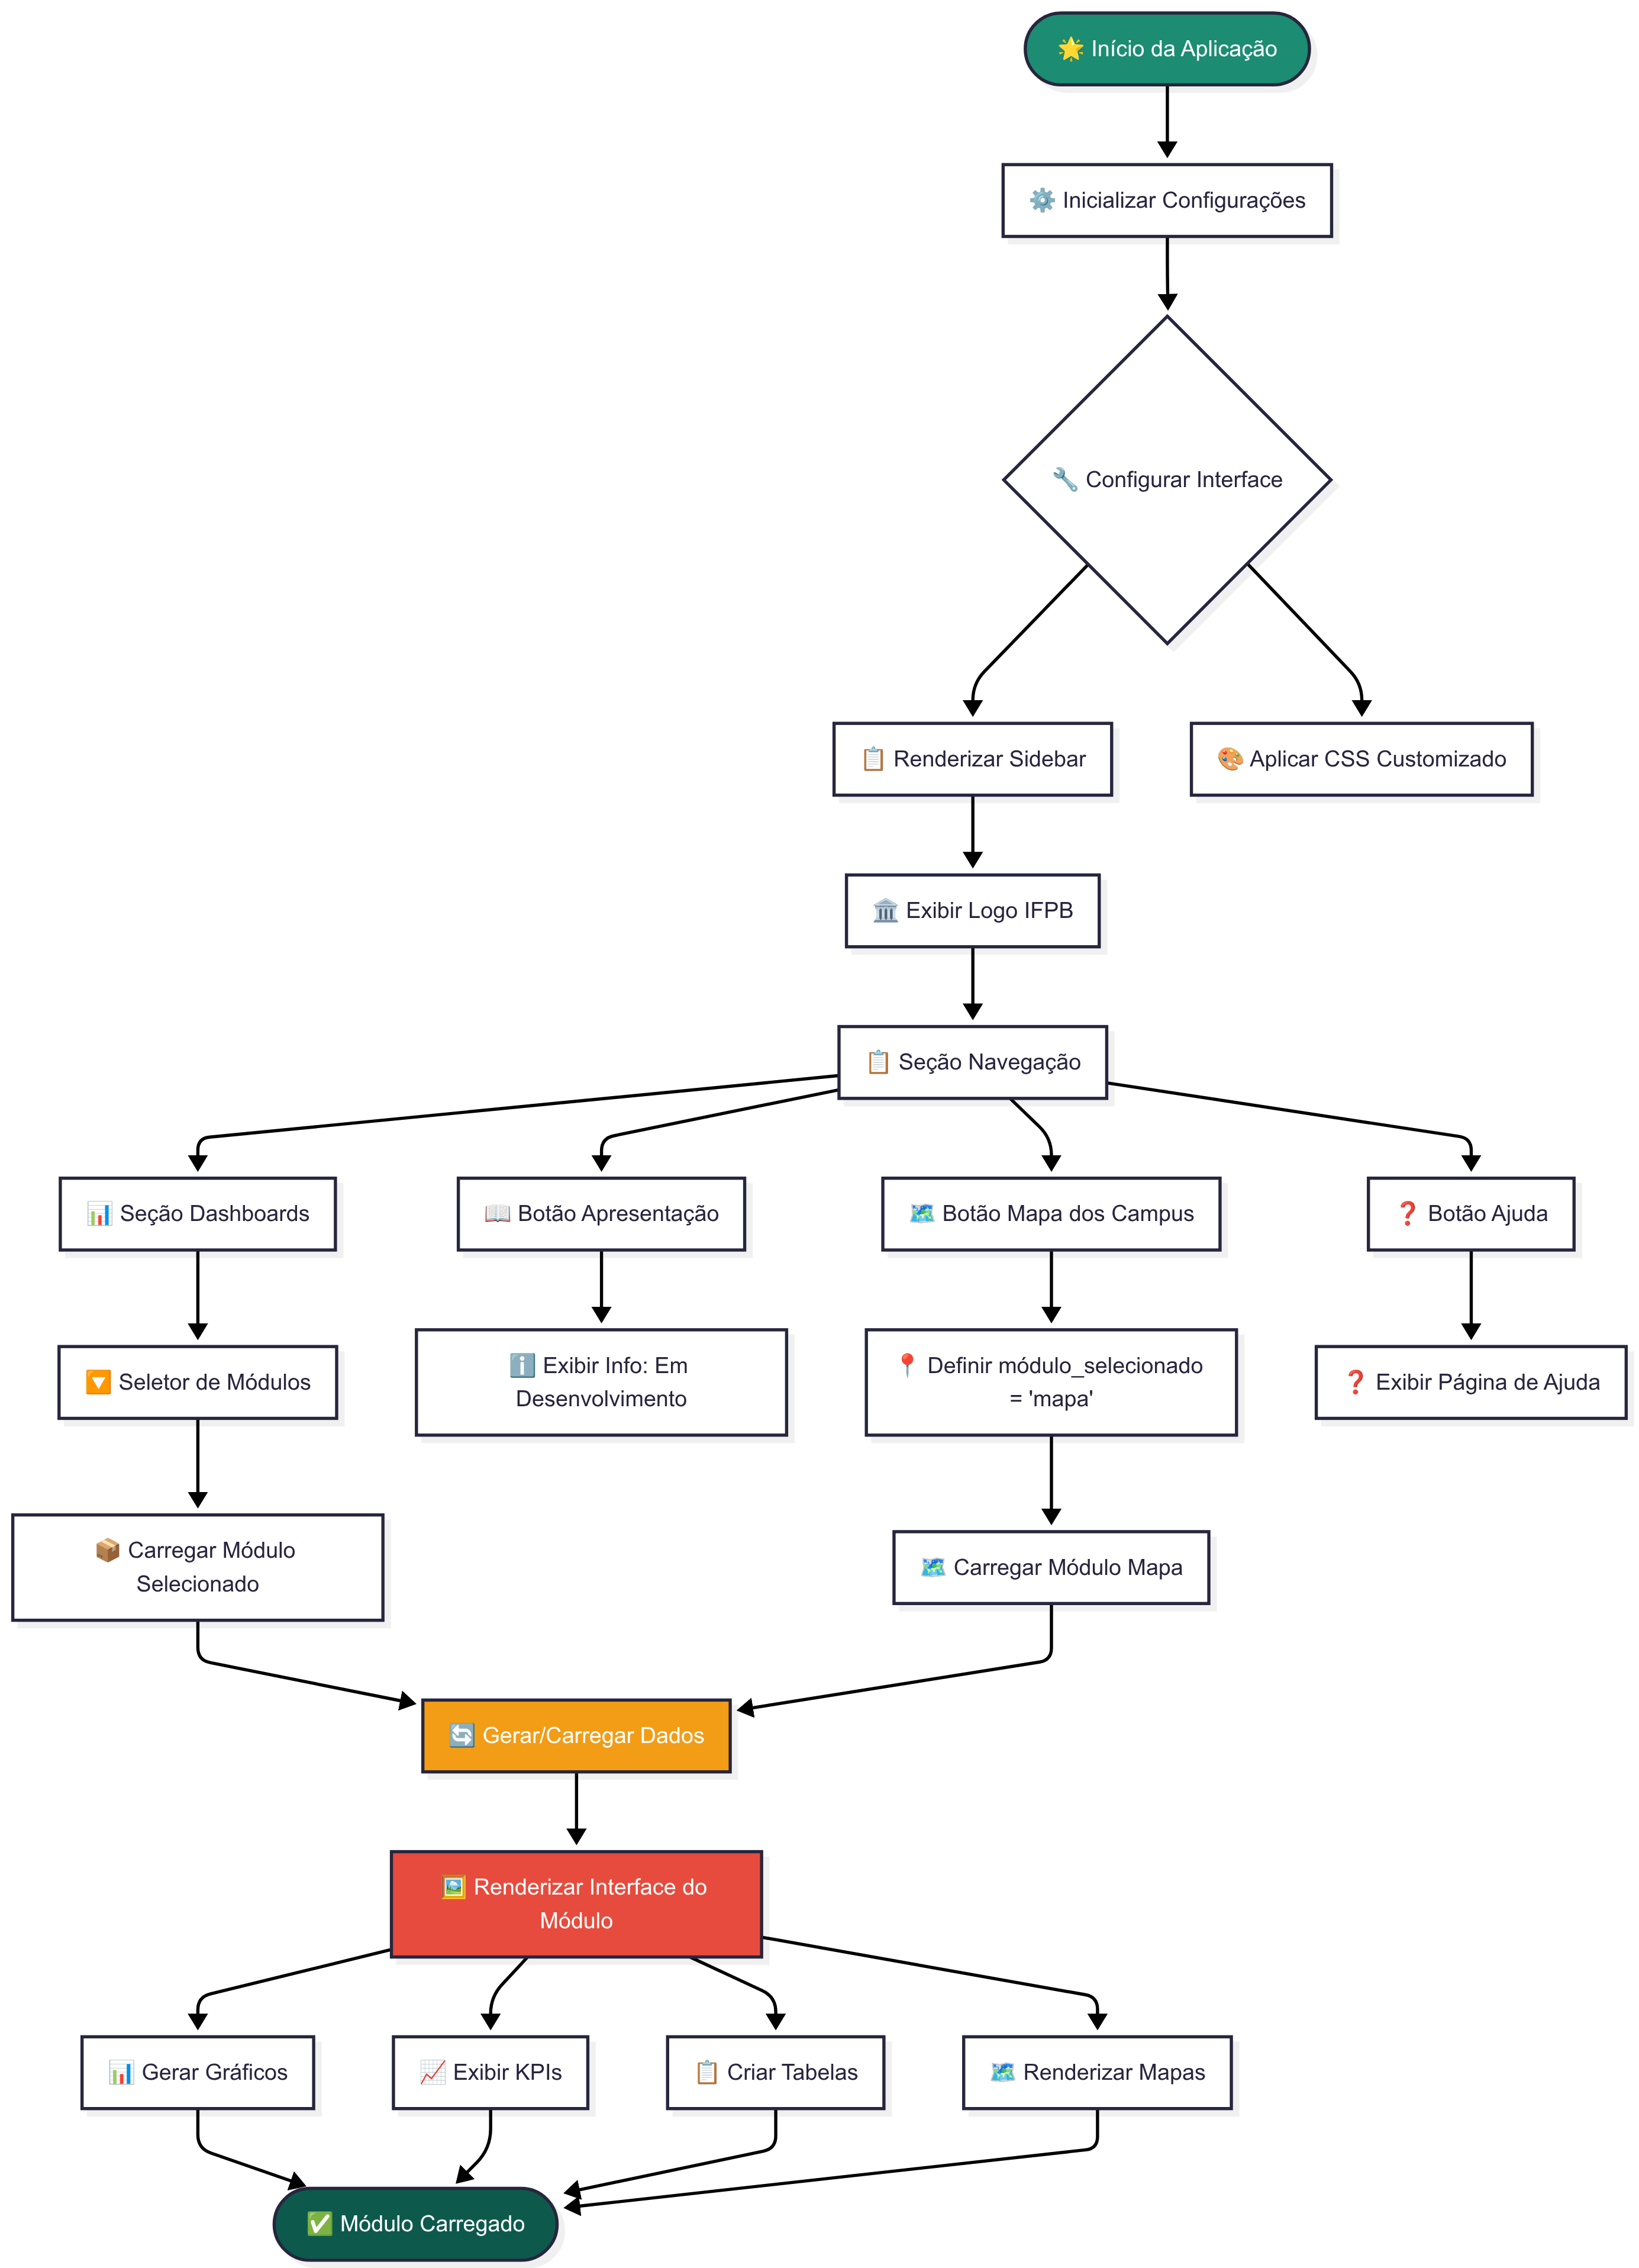 🌟 Início da Aplicação
⚙️ Inicializar Configurações
🔧 Configurar Interface
📋 Renderizar Sidebar
🎨 Aplicar CSS Customizado
🏛️ Exibir Logo IFPB
📋 Seção Navegação
📊 Seção Dashboards
📖 Botão Apresentação
🗺️ Botão Mapa dos Campus
❓ Botão Ajuda
🔽 Seletor de Módulos
ℹ️ Exibir Info: Em
Desenvolvimento
📍 Definir módulo_selecionado
= 'mapa'
❓ Exibir Página de Ajuda
📦 Carregar Módulo
Selecionado
🗺️ Carregar Módulo Mapa
🔄 Gerar/Carregar Dados
🖼️ Renderizar Interface do
Módulo
📊 Gerar Gráficos
📈 Exibir KPIs
📋 Criar Tabelas
🗺️ Renderizar Mapas
✅ Módulo Carregado